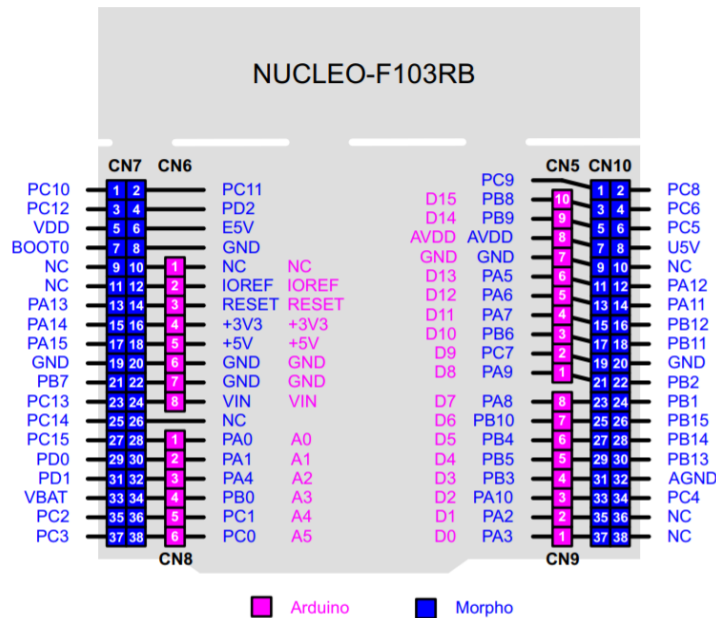 NUCLEO-F103RB
CN7 CN6 CN5 CN10
PC9
PC10 1 2 PC11 1 2 PC8
PC12 3 4 PD2 D15 PB8 10 3 4 PC6
VDD 5 6 E5V D14 PB9 9 5 6 PC5
BOOT0 7 8 GND AVDD AVDD 8 7 8 U5V
NC 9 10 1 NC NC GND GND 7 9 10 NC
NC 11 12 2 IOREF IOREF D13 PA5 6 11 12 PA12
PA13 13 14 3 RESET RESET D12 PA6 5 13 14 PA11
PA14 15 16 4 +3V3 +3V3 D11 PA7 4 15 16 PB12
PA15 17 18 5 +5V +5V D10 PB6 3 17 18 PB11
GND 19 20 6 GND GND D9 PC7 2 19 20 GND
PB7 21 22 7 GND GND D8 PA9 1 21 22 PB2
PC13 23 24 8 VIN VIN D7 PA8 8 23 24 PB1
PC14 25 26 NC D6 PB10 7 25 26 PB15
PC15 27 28 1 PA0 A0 D5 PB4 6 27 28 PB14
PD0 29 30 2 PA1 A1 D4 PB5 5 29 30 PB13
PD1 31 32 3 PA4 A2 D3 PB3 4 31 32 AGND
VBAT 33 34 4 PB0 A3 D2 PA10 3 33 34 PC4
PC2 35 36 5 PC1 A4 D1 PA2 2 35 36 NC
PC3 37 38 6 PC0 A5 D0 PA3 1 37 38 NC
CN8 CN9
Arduino Morpho